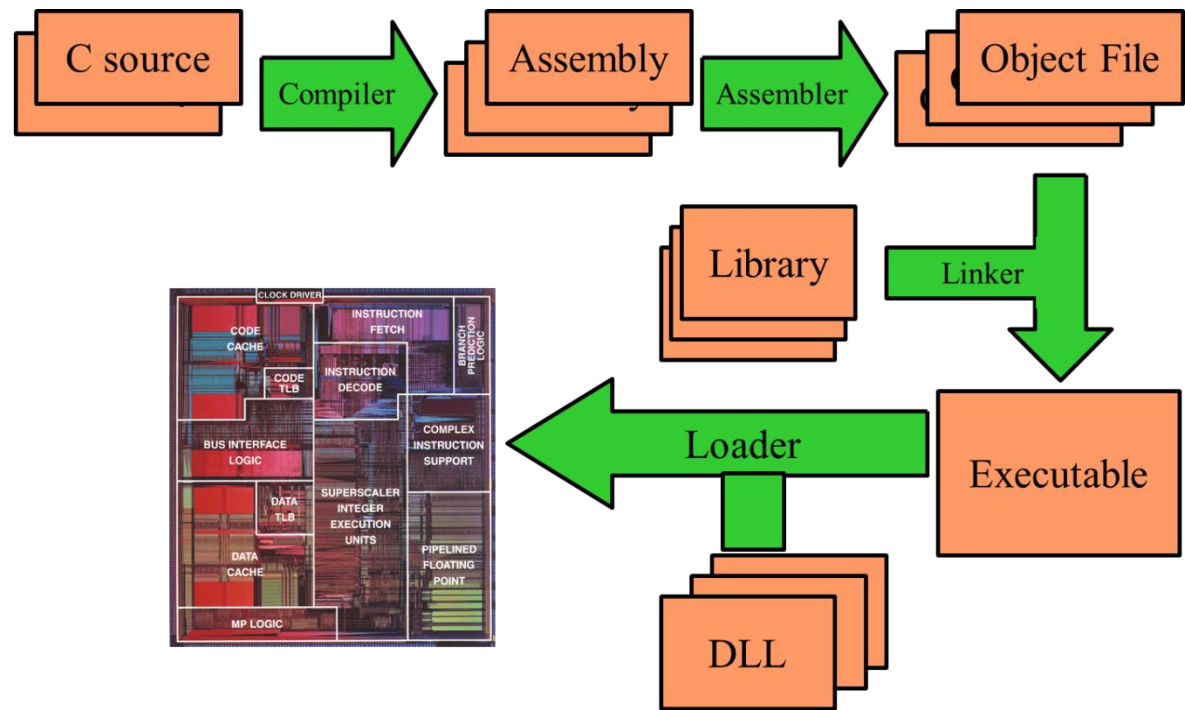 C source
Compiler
Assembly
Assembler
Object File
Library
Linker
CLOCK DRIVER
CODE
CACHE
INSTRUCTION
FETCH
BRANCH
PREDICTION
LOGIC
CODE
TLB
INSTRUCTION
DECODE
BUS INTERFACE
LOGIC
COMPLEX
INSTRUCTION
SUPPORT
Loader
Executable
DATA
TLB
SUPERSCALER
INTEGER
EXECUTION
UNITS
DATA
CACHE
PIPELINED
FLOATING
POINT
MP LOGIC
DLL